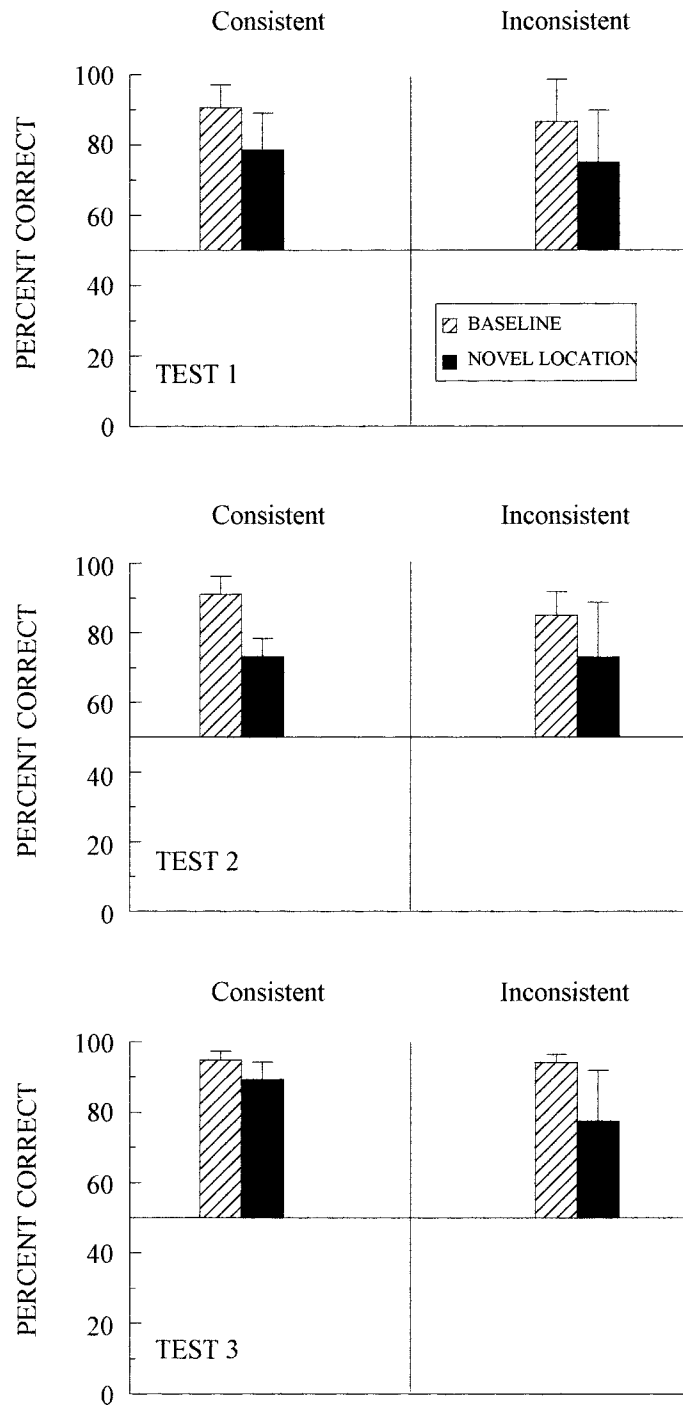 Consistent Inconsistent
PERCENT CORRECT
100
80
60
40
20
0
BASELINE
NOVEL LOCATION
TEST 1
Consistent Inconsistent
PERCENT CORRECT
100
80
60
40
20
0
TEST 2
Consistent Inconsistent
PERCENT CORRECT
100
80
60
40
20
0
TEST 3